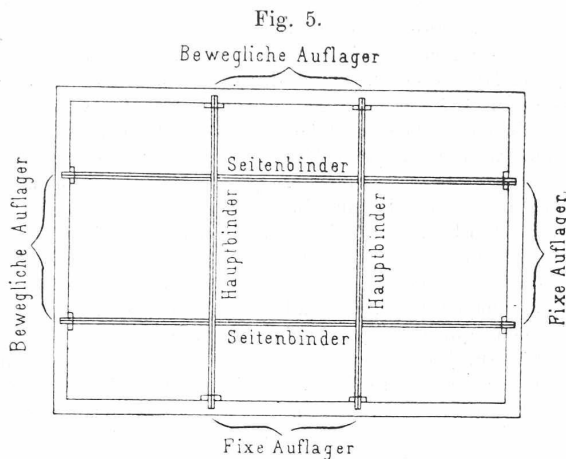 Fig. 5.
Bewegliche Auflager
Seitenbinder
Bewegliche Auflager
Hauptbinder
Hauptbinder
Fixe Auflager
Seitenbinder
Fixe Auflager